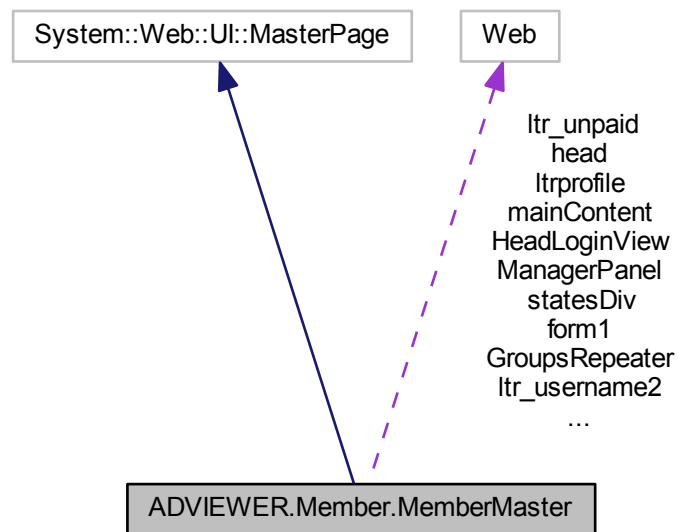 System::Web::UI::MasterPage
Web
ltr_unpaid
head
ltrprofile
mainContent
HeadLoginView
ManagerPanel
statesDiv
form1
GroupsRepeater
ltr_username2
...
ADVIEWER.Member.MemberMaster